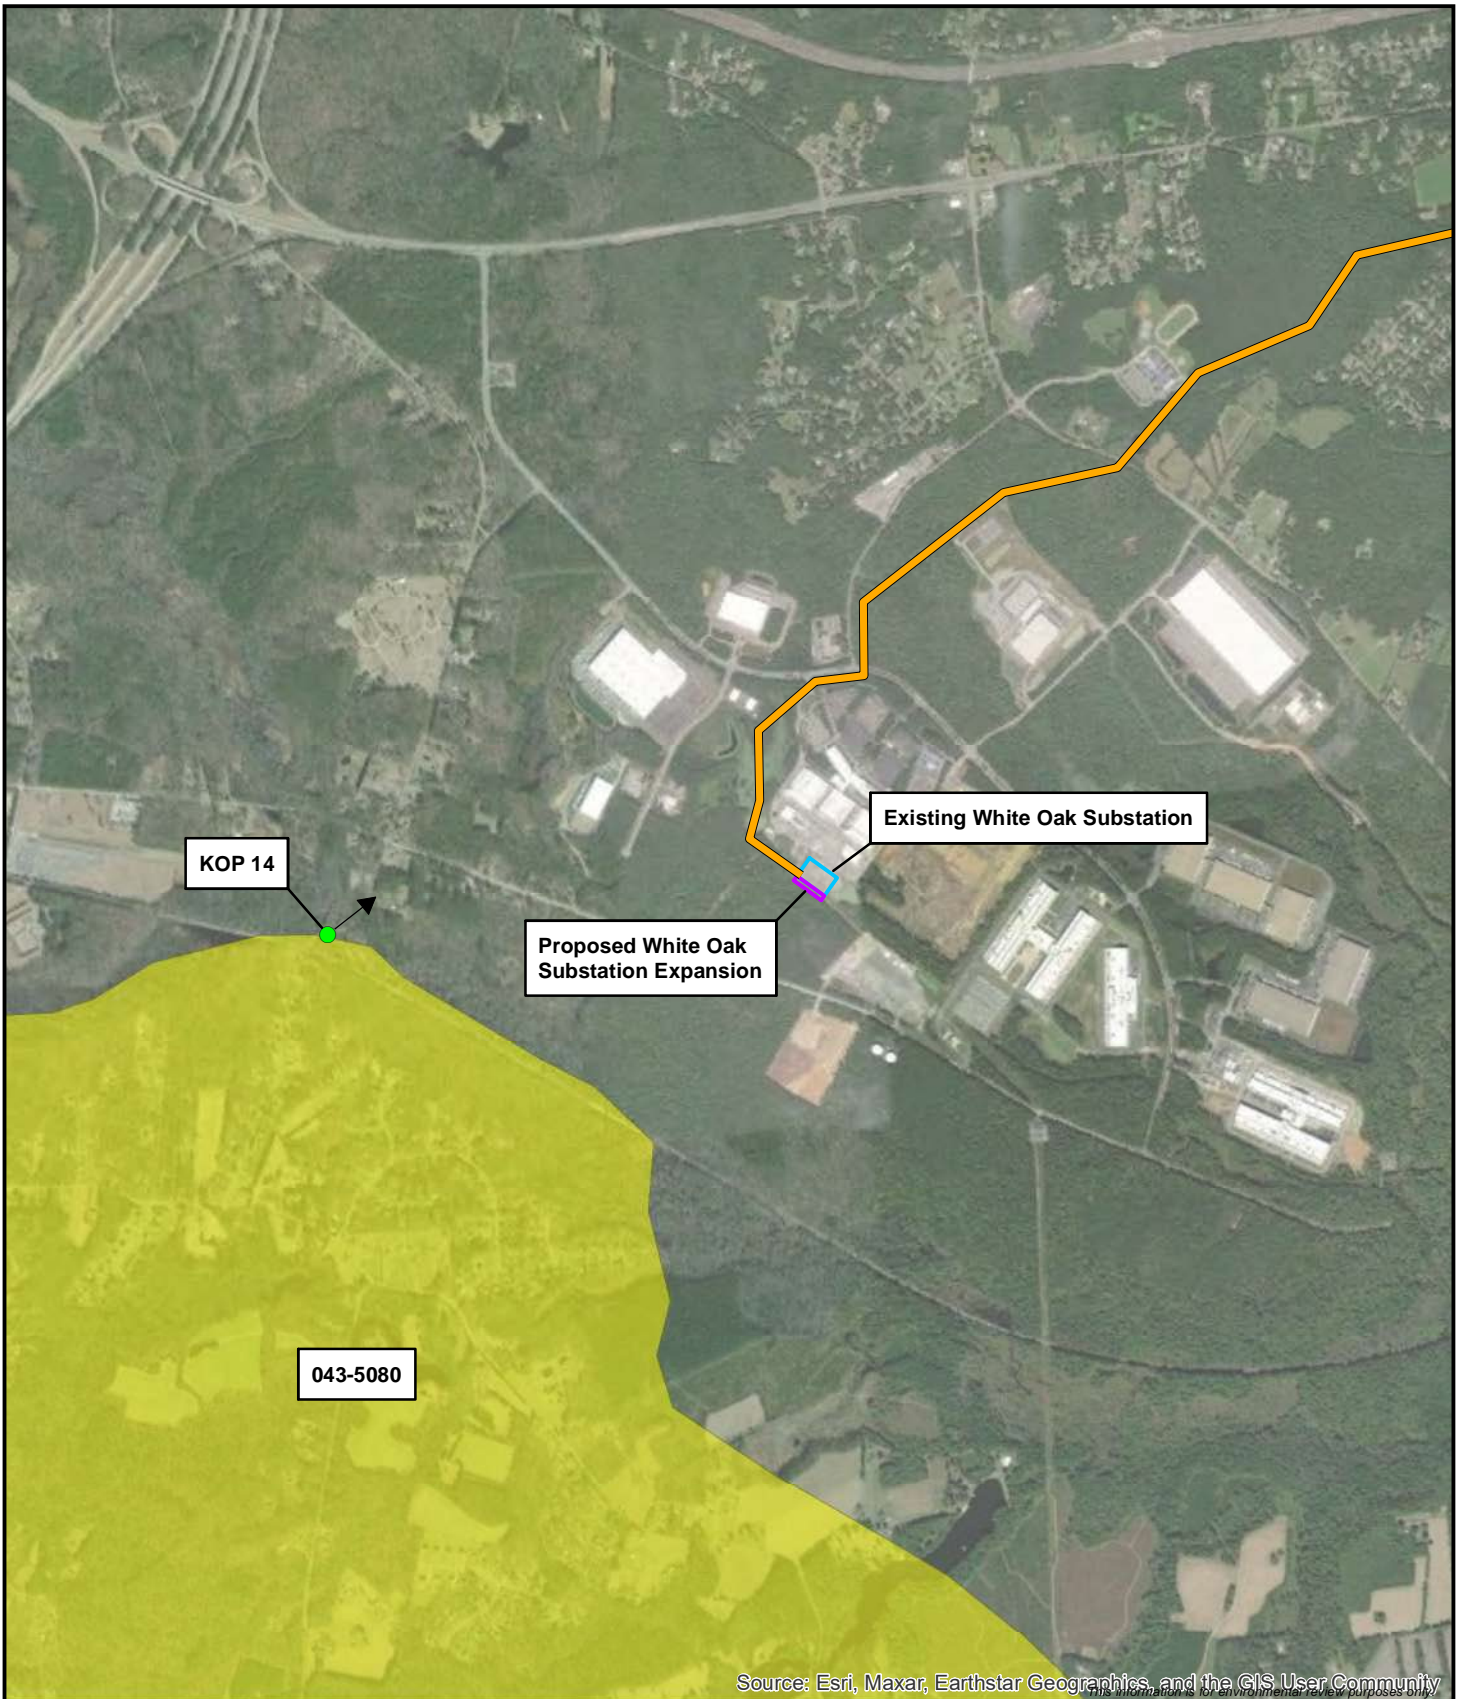 Existing White Oak Substation
KOP 14
Proposed White Oak
Substation Expansion
043-5080
Source: Esri, Maxar, Earthstar Geographics, and the GIS User Community
This information is for environmental review purposes only.